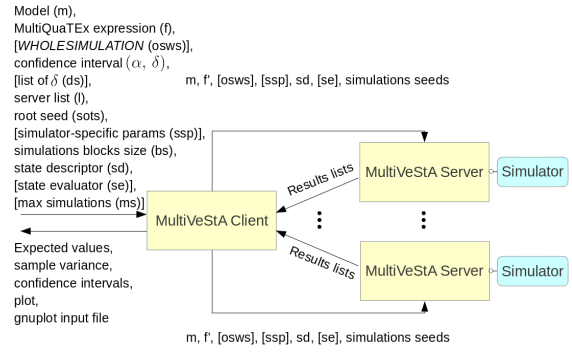 Model (m),
MultiQuaTEx expression (f),
[WHOLESIMULATION (osws)],
confidence interval (α, δ),
[list of δ (ds)],
server list (l),
root seed (sots),
[simulator-specific params (ssp)],
simulations blocks size (bs),
state descriptor (sd),
[state evaluator (se)],
[max simulations (ms)]
m, f', [osws], [ssp], sd, [se], simulations seeds
MultiVeStA Client
Results lists
MultiVeStA Server
Simulator
Results lists
MultiVeStA Server
Simulator
Expected values,
sample variance,
confidence intervals,
plot,
gnuplot input file
m, f', [osws], [ssp], sd, [se], simulations seeds